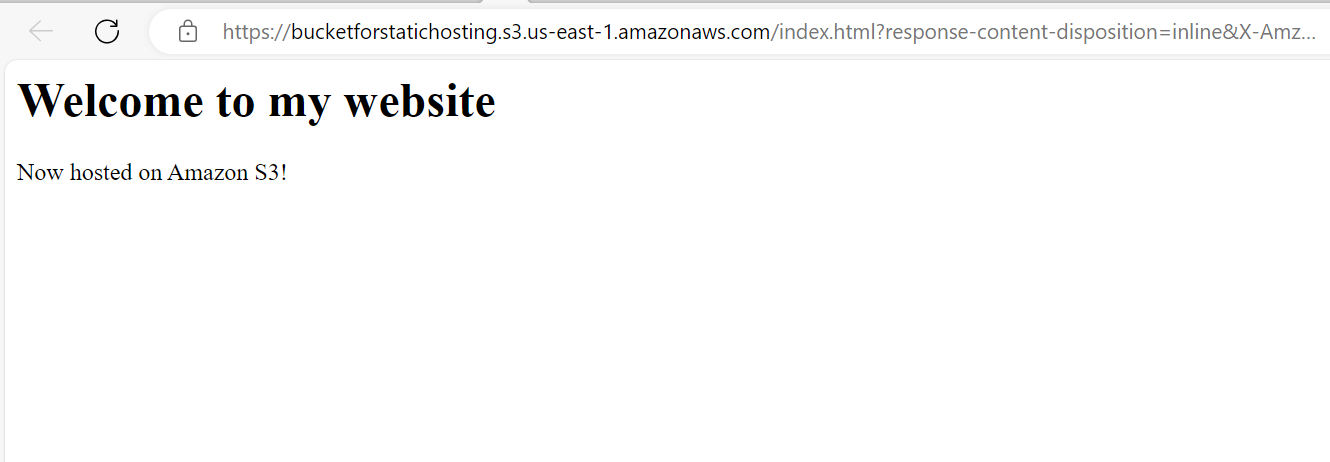 https://bucketforstatichosting.s3.us-east-1.amazonaws.com/index.html?response-content-disposition=inline&X-Amz...
Welcome to my website
Now hosted on Amazon S3!